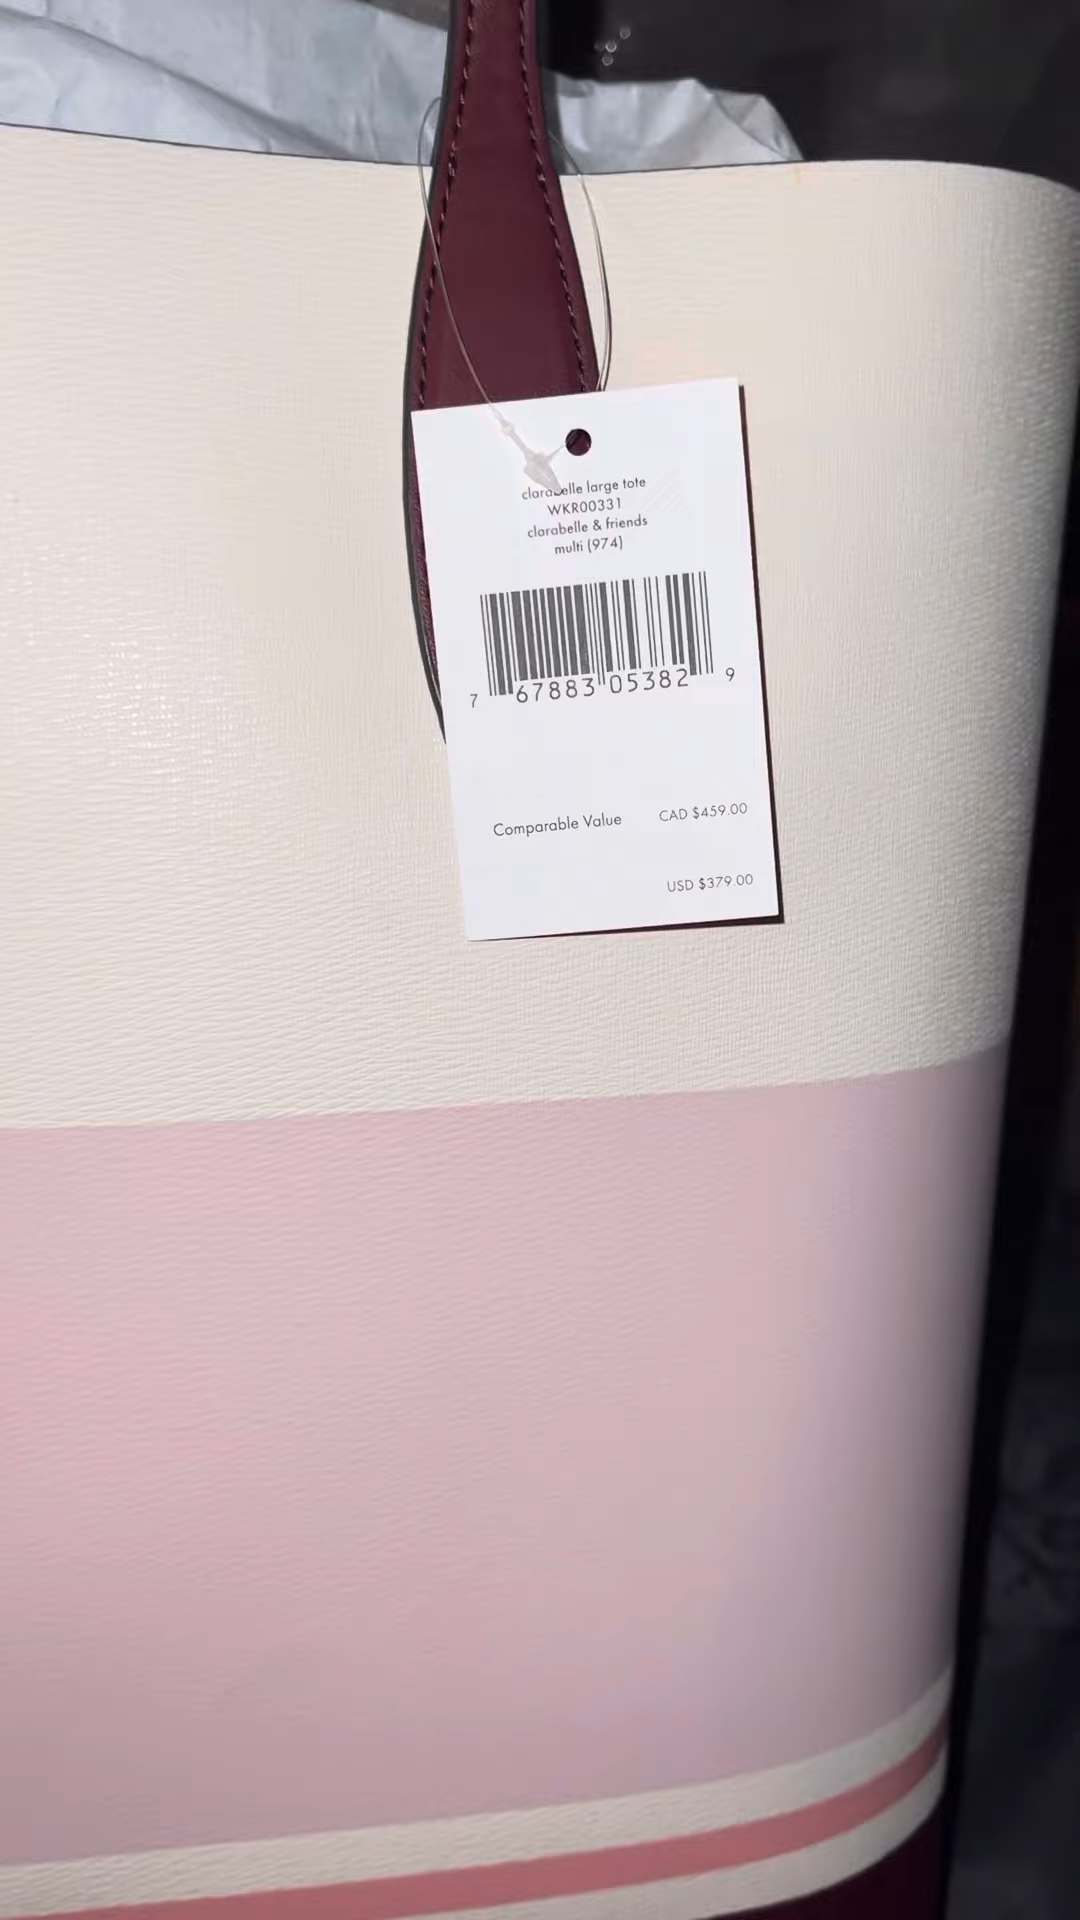 clarabelle large tote
WKR00331
clarabelle & friends
multi (974)
7 67883 05382 9
Comparable Value CAD $459.00
USD $379.00